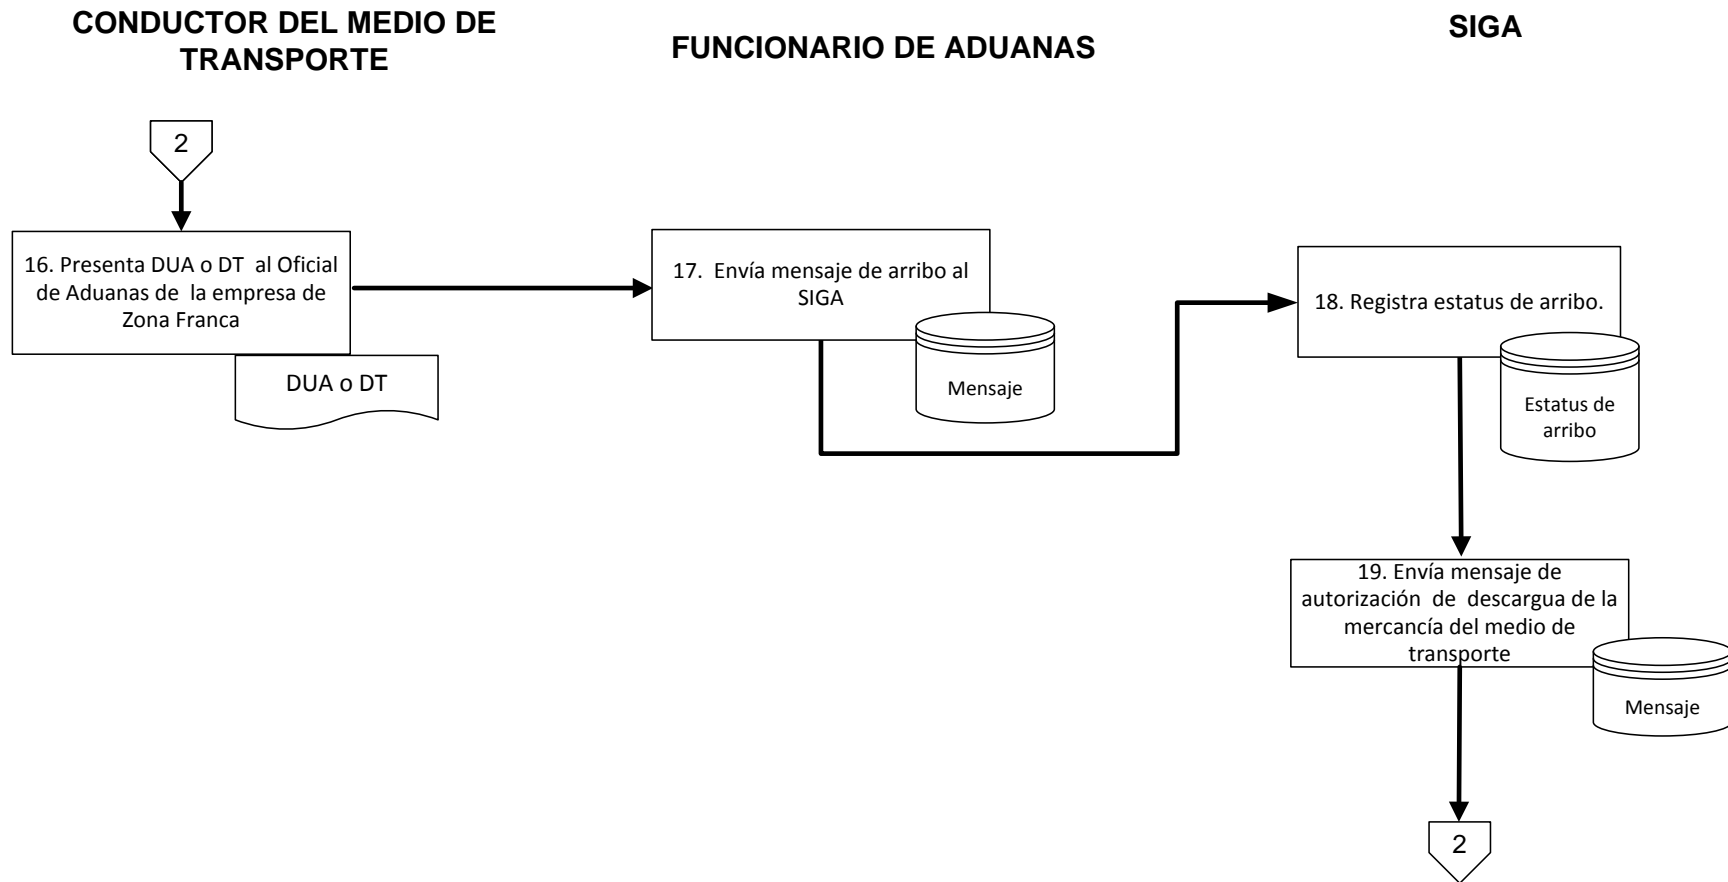 CONDUCTOR DEL MEDIO DE
TRANSPORTE
FUNCIONARIO DE ADUANAS
SIGA
2
16. Presenta DUA o DT al Oficial
de Aduanas de la empresa de
Zona Franca
DUA o DT
17. Envía mensaje de arribo al
SIGA
Mensaje
18. Registra estatus de arribo.
Estatus de
arribo
19. Envía mensaje de
autorización de descargua de la
mercancía del medio de
transporte
Mensaje
2